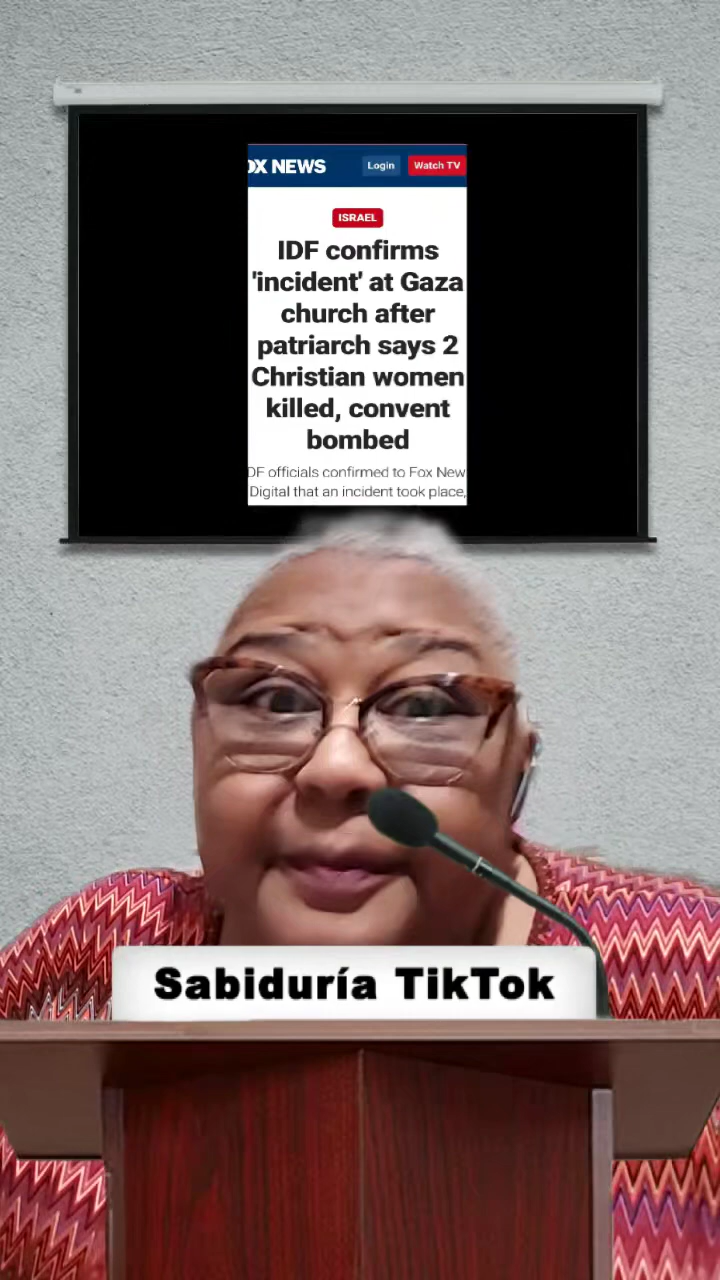 OX NEWS
Login
Watch TV
ISRAEL
IDF confirms
'incident' at Gaza
church after
patriarch says 2
Christian women
killed, convent
bombed
DF officials confirmed to Fox New
Digital that an incident took place,
Sabiduría TikTok